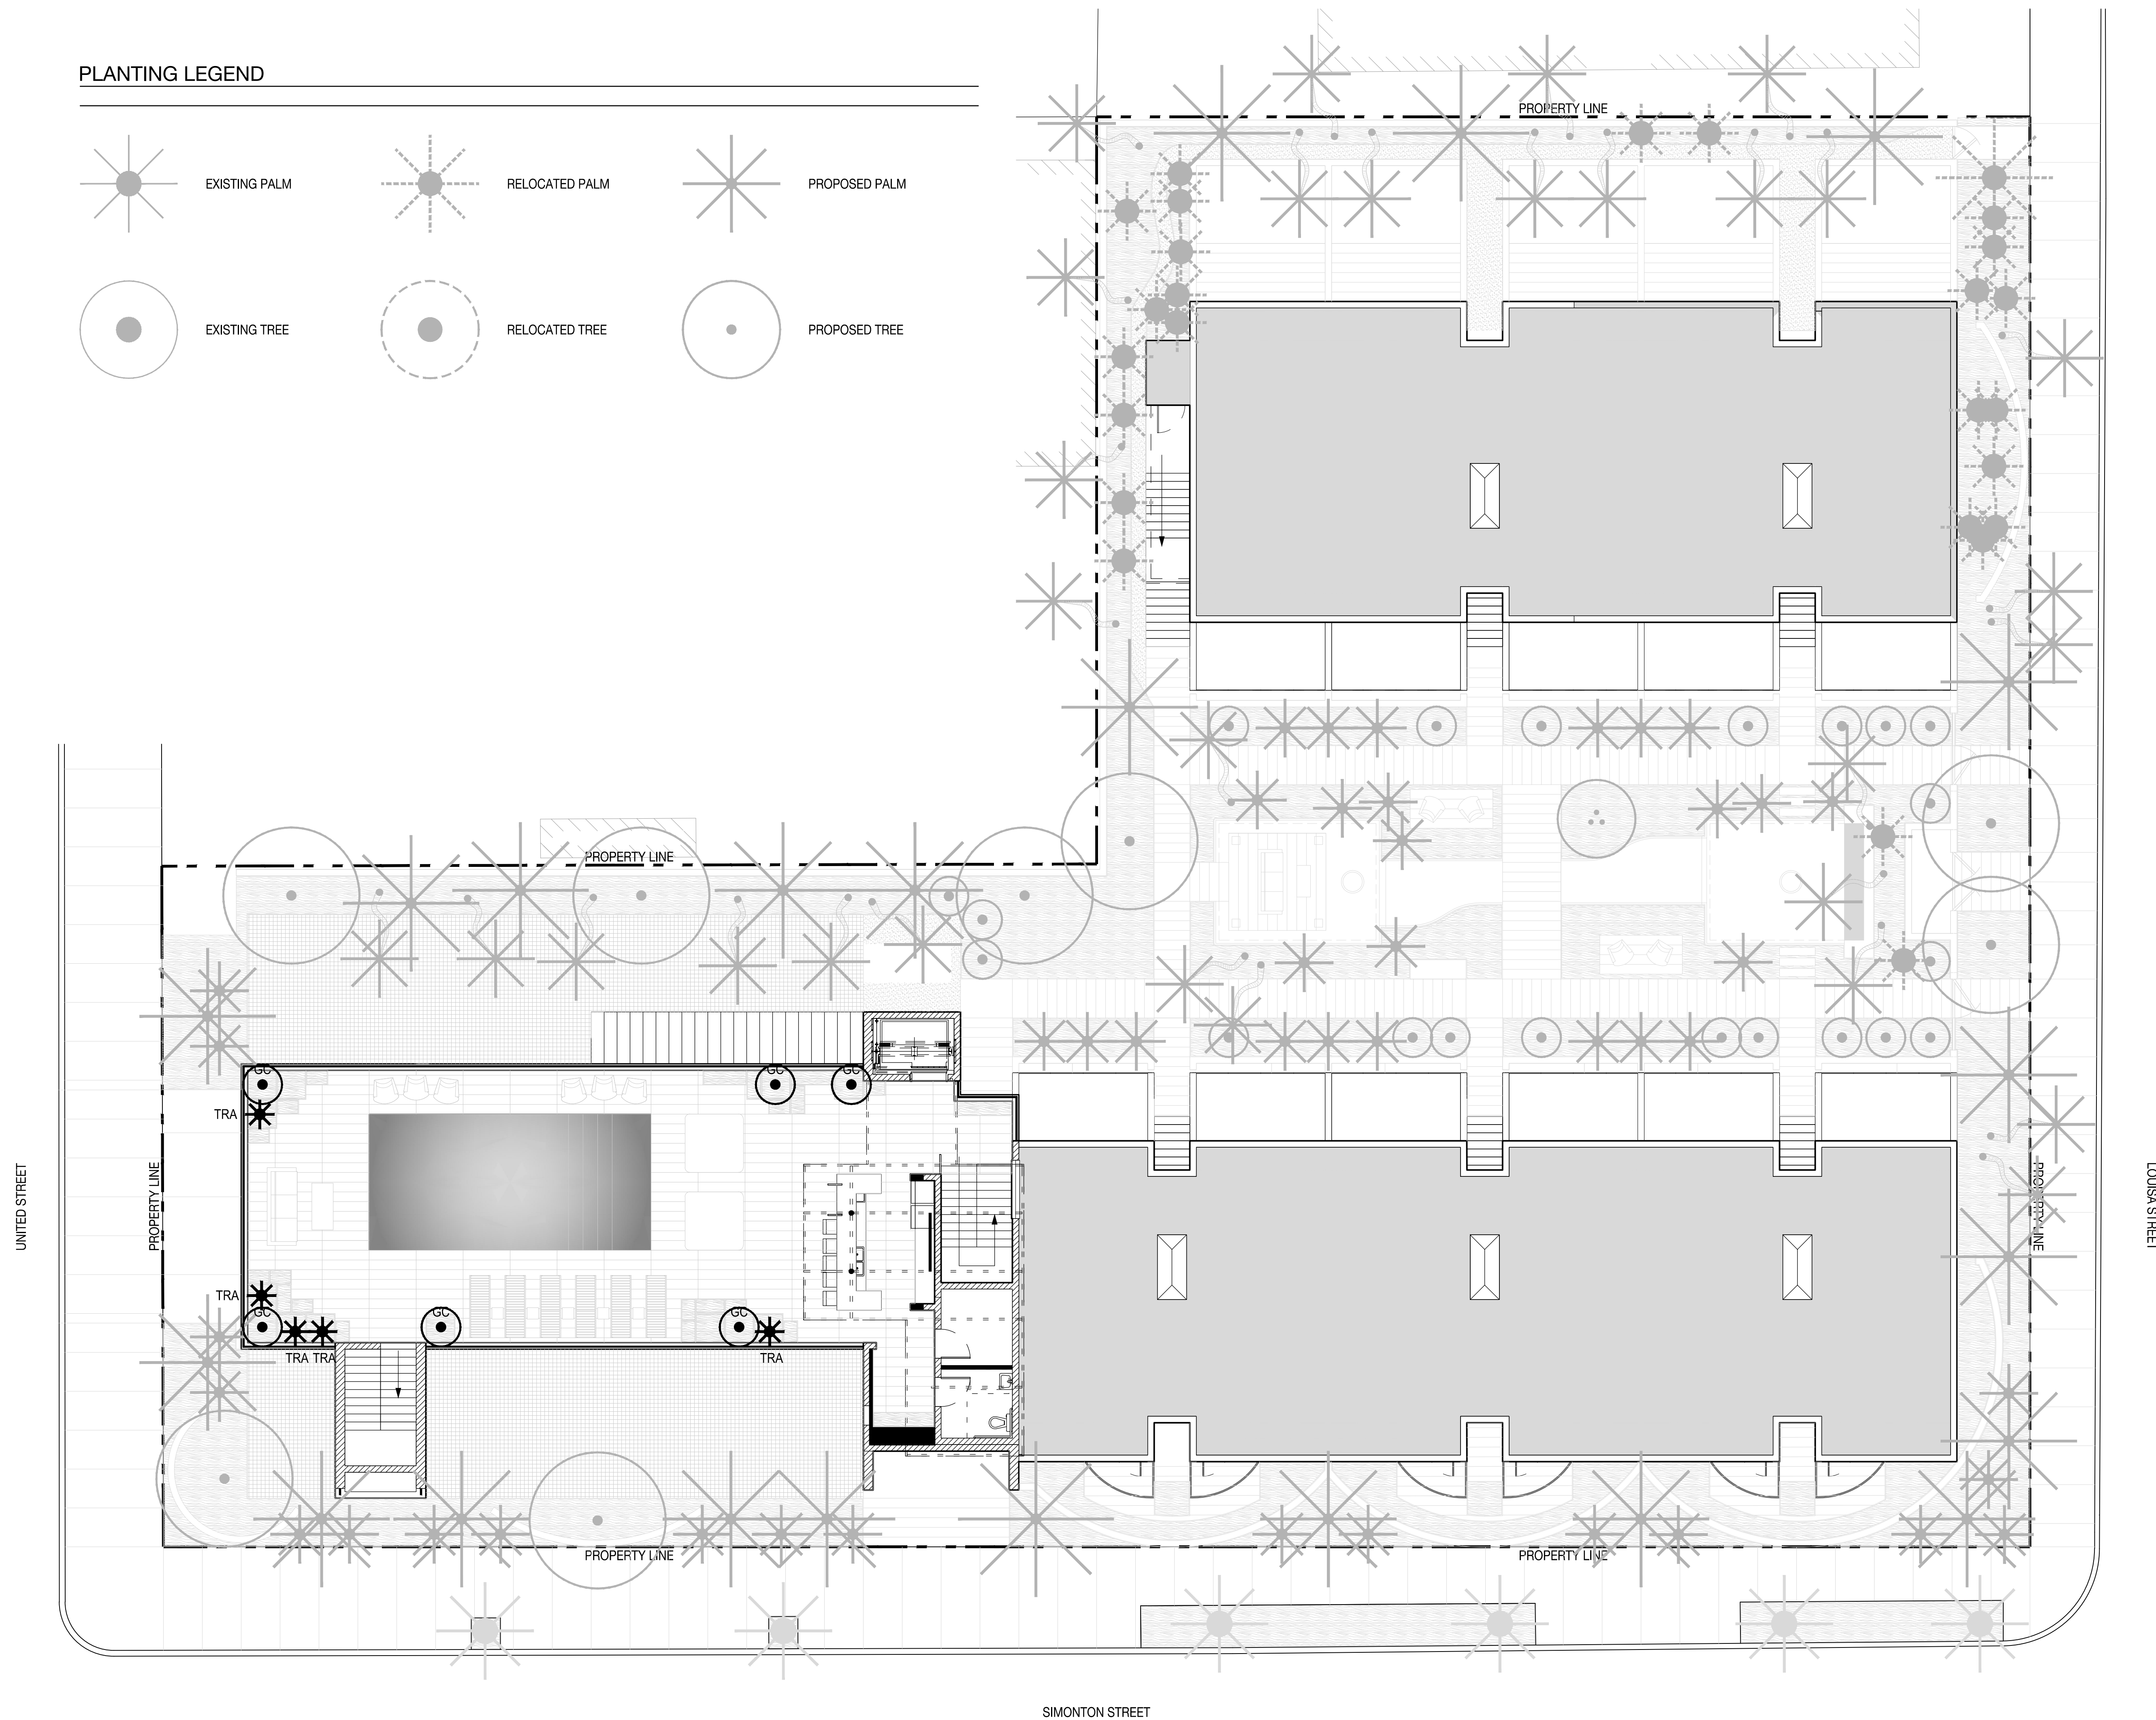 PLANTING LEGEND
EXISTING PALM
RELOCATED PALM
PROPOSED PALM
EXISTING TREE
RELOCATED TREE
PROPOSED TREE
PROPERTY LINE
PROPERTY LINE
GC
GC
GC
TRA
UNITED STREET
PROPERTY LINE
PROPERTY LINE
LOUISA STREET
TRA
GC
GC
GC
TRA TRA
TRA
PROPERTY LINE
PROPERTY LINE
SIMONTON STREET